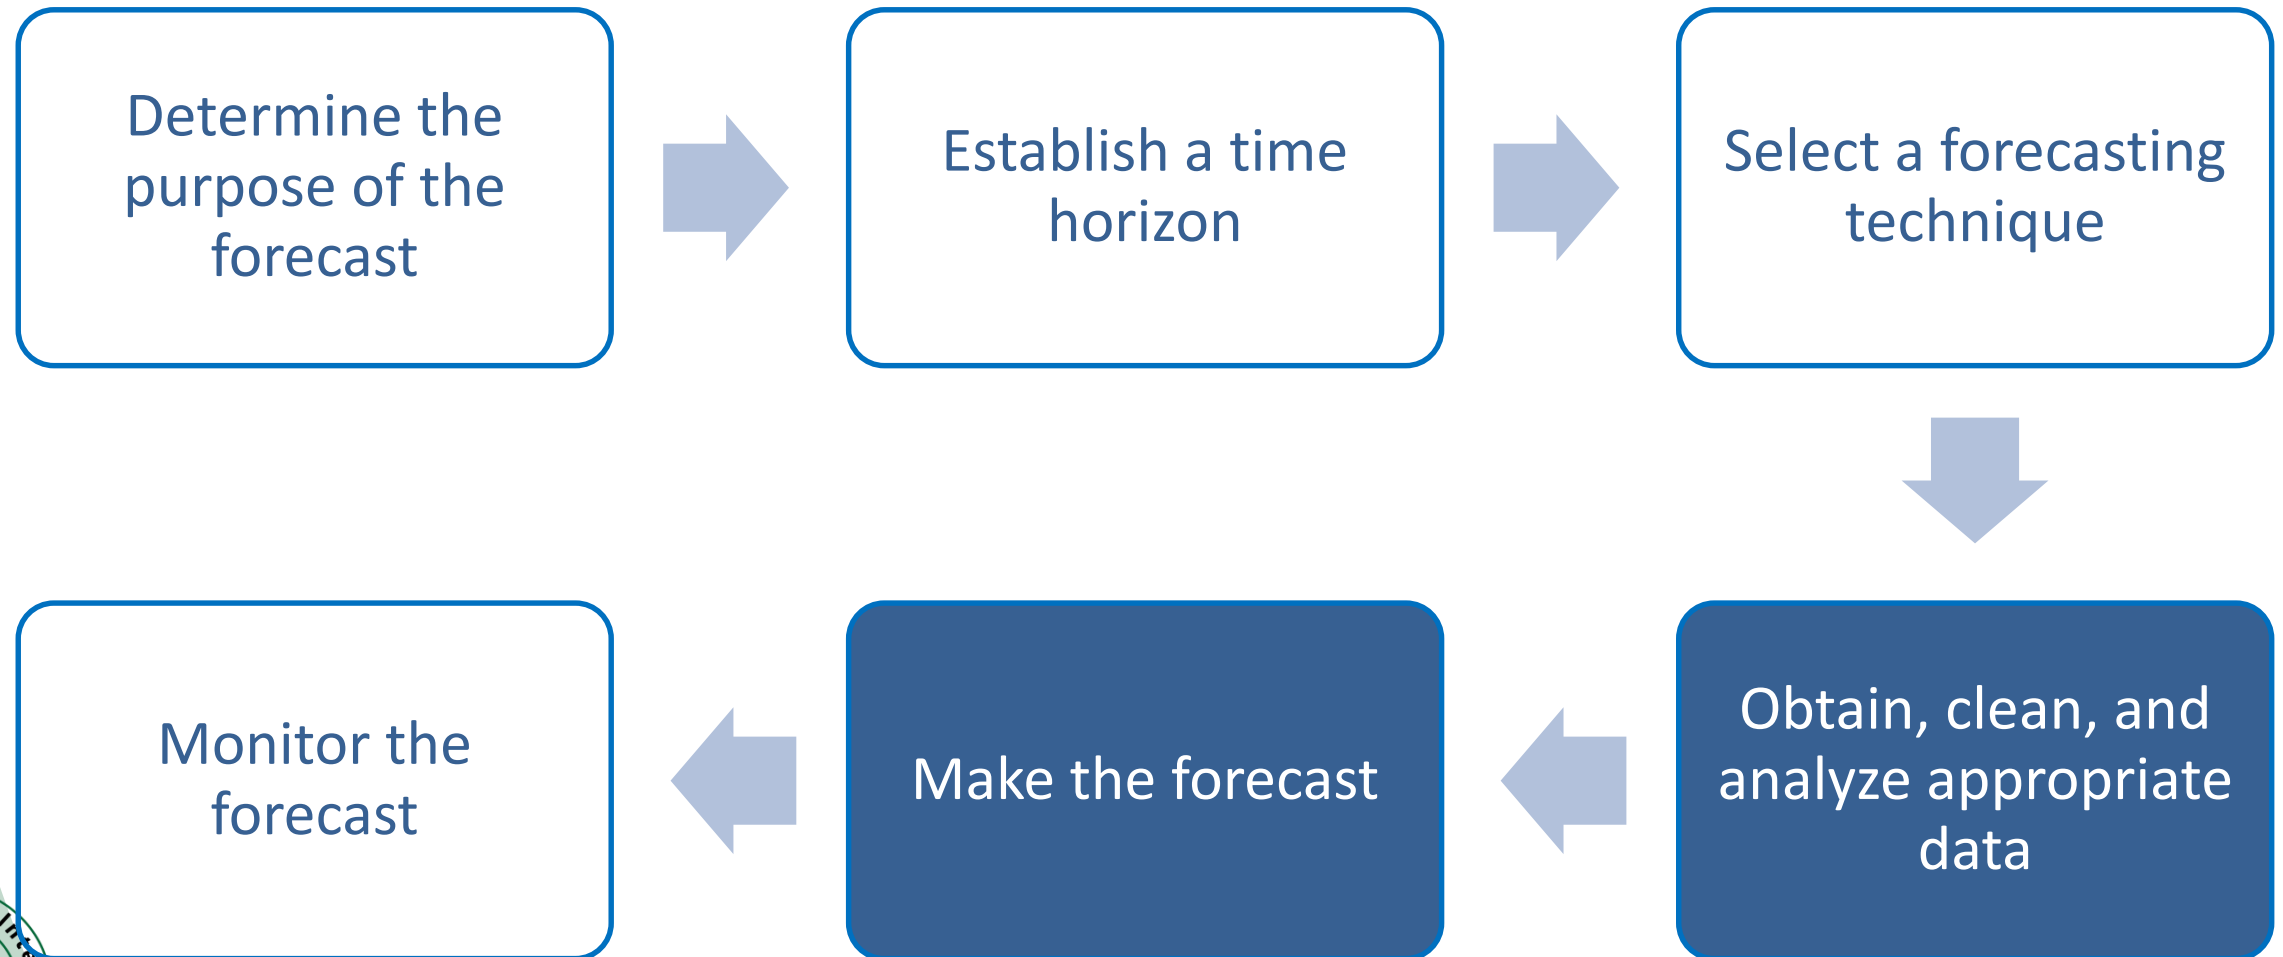 Determine the
purpose of the
forecast
Establish a time
horizon
Select a forecasting
technique
Obtain, clean, and
analyze appropriate
data
Make the forecast
Monitor the
forecast